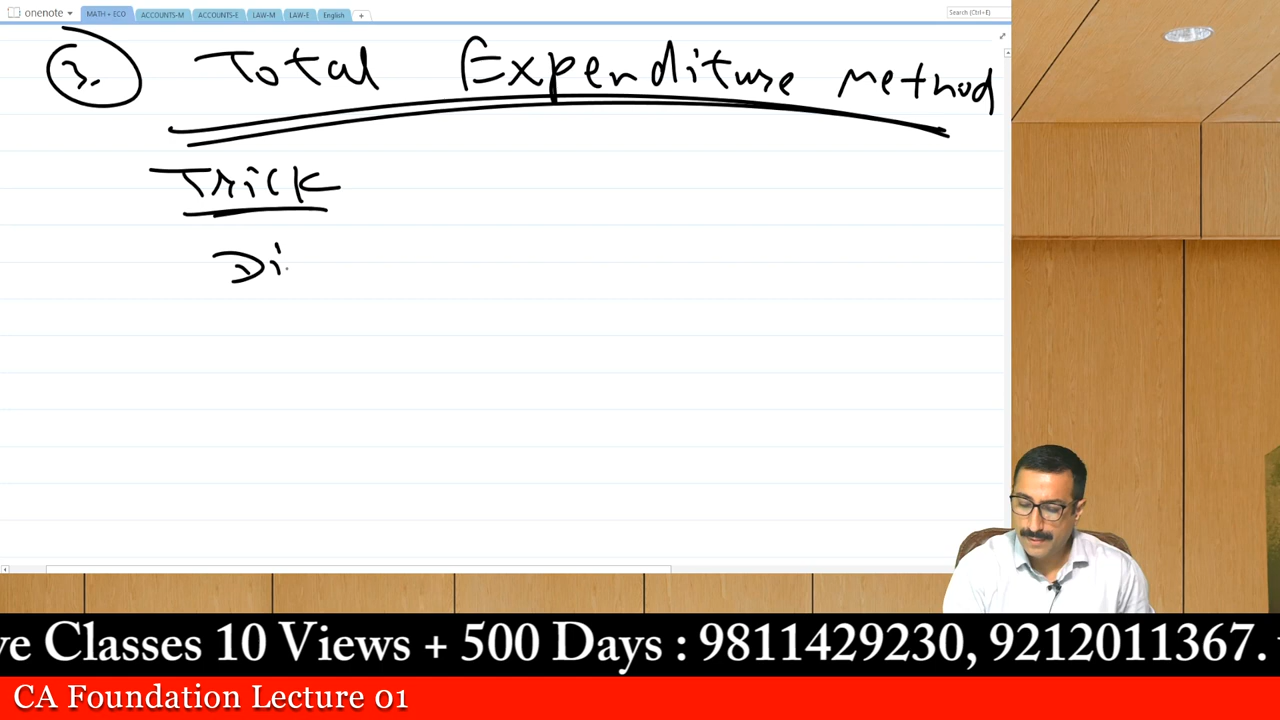 onenote MATH + ECO ACCOUNTS-M ACCOUNTS-E LAW-M LAW-E English + Search (Ctrl+E)
3. Total Expenditure method
Trick
Di
ve Classes 10 Views + 500 Days : 9811429230, 9212011367.
CA Foundation Lecture 01